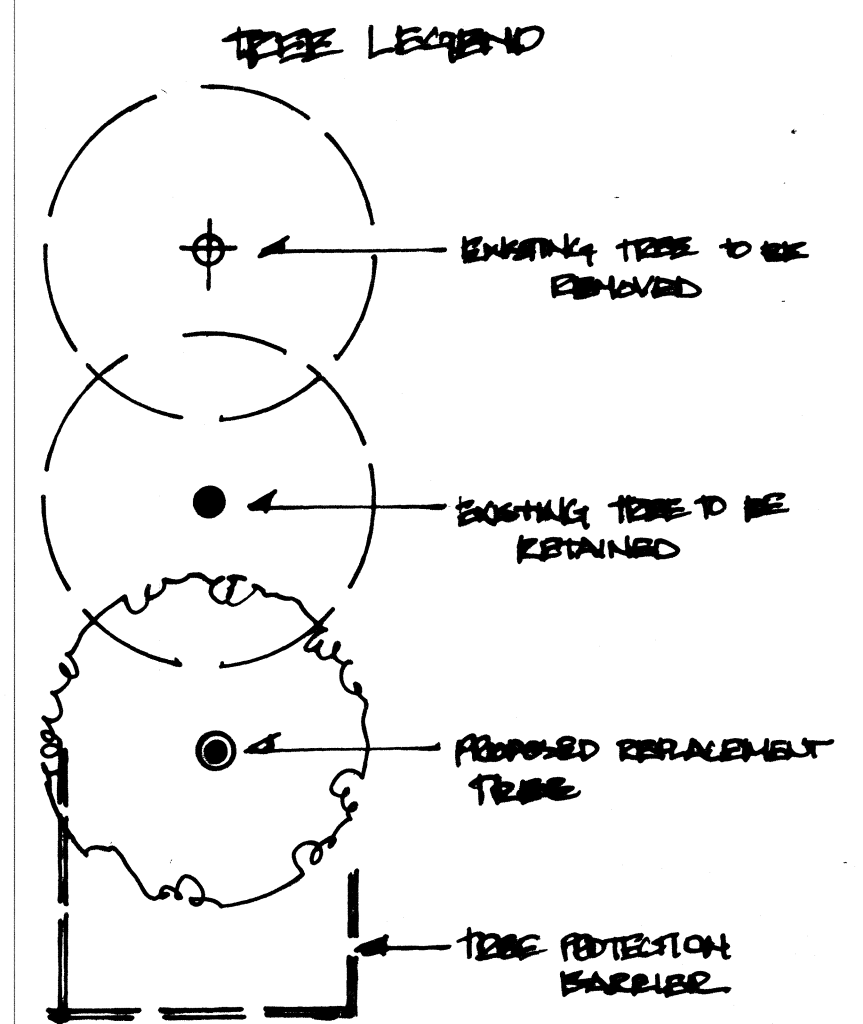 TREE LEGEND
EXISTING TREE TO BE
REMOVED
EXISTING TREE TO BE
RETAINED
PROPOSED REPLACEMENT
TREE
TREE PROTECTION
BARRIER